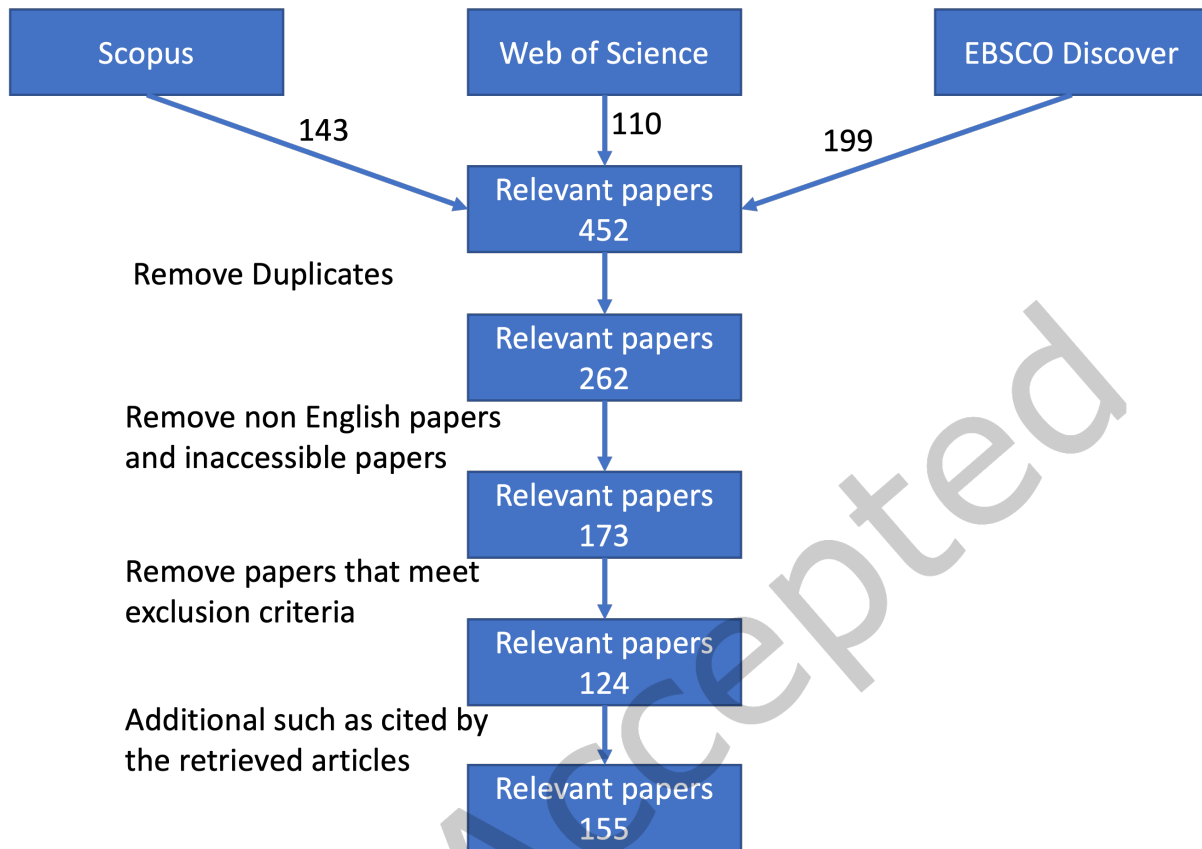 Scopus
Web of Science
EBSCO Discover
143
110
199
Relevant papers
452
Remove Duplicates
Relevant papers
262
Remove non English papers
and inaccessible papers
Relevant papers
173
Remove papers that meet
exclusion criteria
Relevant papers
124
Additional such as cited by
the retrieved articles
Relevant papers
155
Accepted